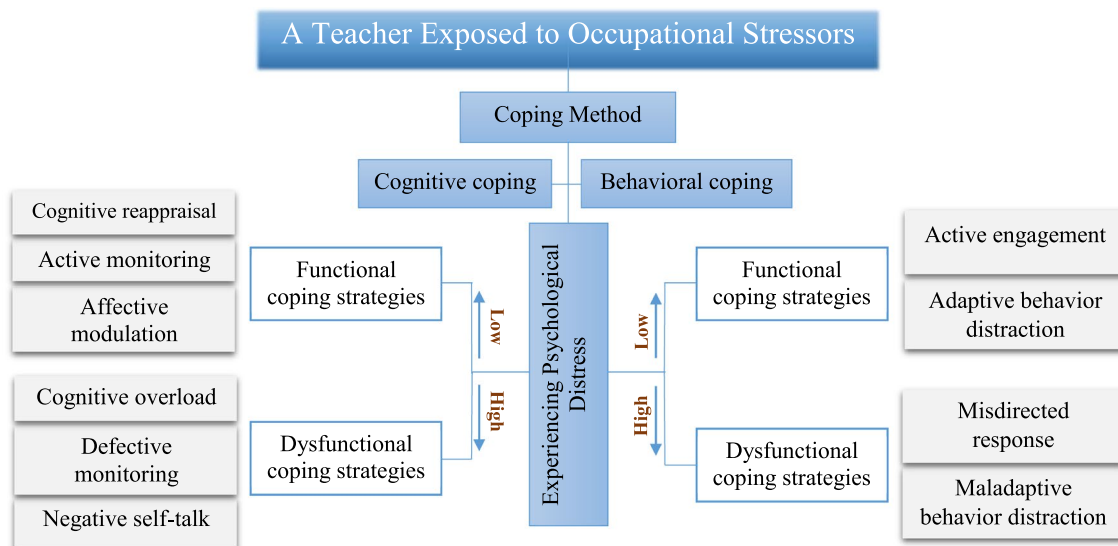 A Teacher Exposed to Occupational Stressors
Coping Method
Cognitive coping
Behavioral coping
Cognitive reappraisal
Active monitoring
Affective
modulation
Functional
coping strategies
Low
Cognitive overload
Defective
monitoring
Negative self-talk
Dysfunctional
coping strategies
High
Experiencing Psychological
Distress
Low
Functional
coping strategies
Active engagement
Adaptive behavior
distraction
High
Dysfunctional
coping strategies
Misdirected
response
Maladaptive
behavior distraction